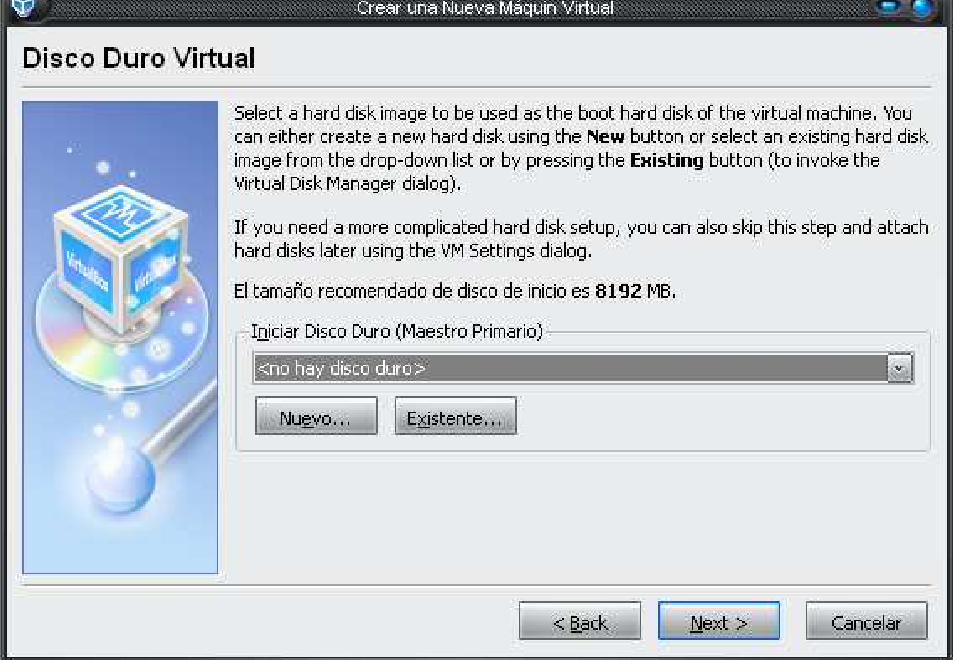 Crear una Nueva Máquin Virtual
Disco Duro Virtual
Select a hard disk image to be used as the boot hard disk of the virtual machine. You
can either create a new hard disk using the New button or select an existing hard disk
image from the drop-down list or by pressing the Existing button (to invoke the
Virtual Disk Manager dialog).
If you need a more complicated hard disk setup, you can also skip this step and attach
hard disks later using the VM Settings dialog.
El tamaño recomendado de disco de inicio es 8192 MB.
Iniciar Disco Duro (Maestro Primario)
<no hay disco duro>
Nuevo... Existente...
VirtualBox
< Back Next > Cancelar